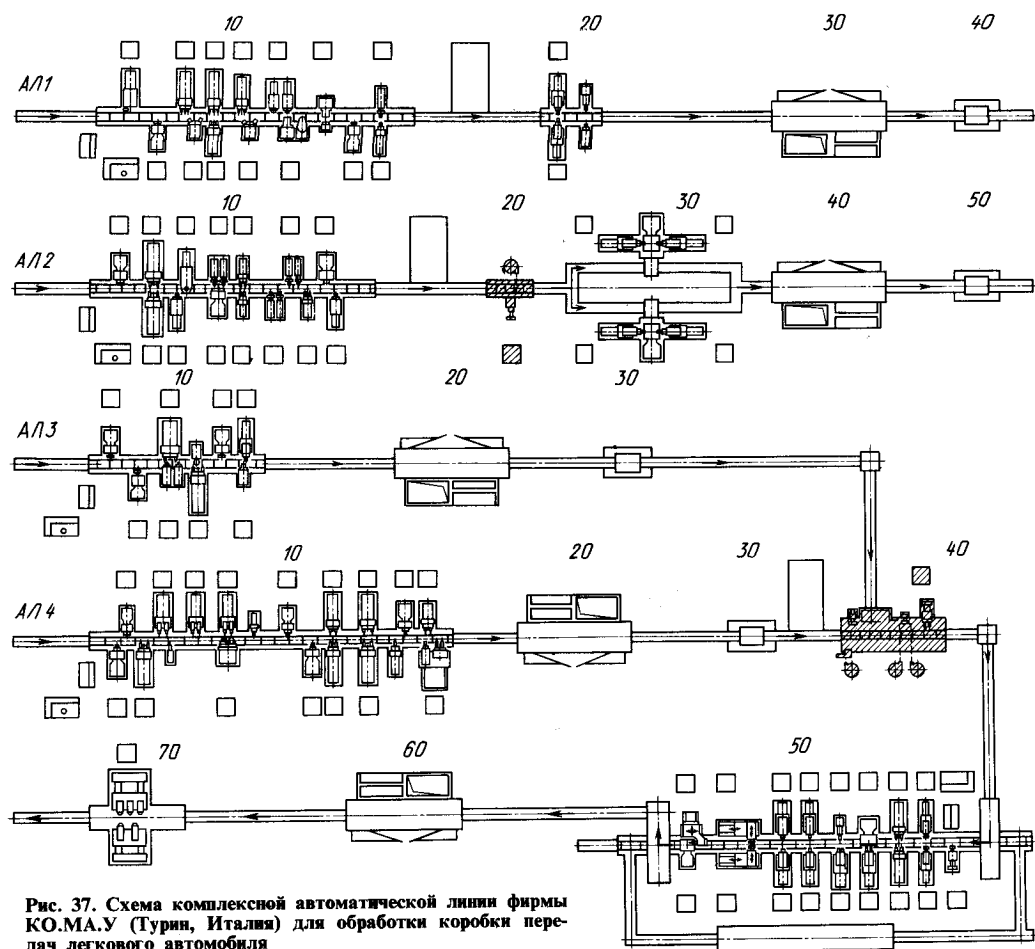 10 20 30 40
АЛ1
10 20 30 40 50
АЛ2
10 20 30
АЛ3
10 20 30 40
АЛ4
70 60 50
Рис. 37. Схема комплексной автоматической линии фирмы
КО.МА.У (Турин, Италия) для обработки коробки пере-
дач легкового автомобиля